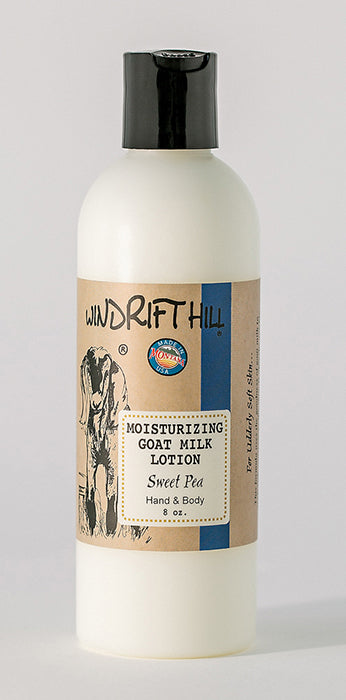 WINDRIFT HILL
®
®
MADE IN
MONTANA
USA
MOISTURIZING
GOAT MILK
LOTION
Sweet Pea
Hand & Body
8 oz.
For Udderly Soft Skin...